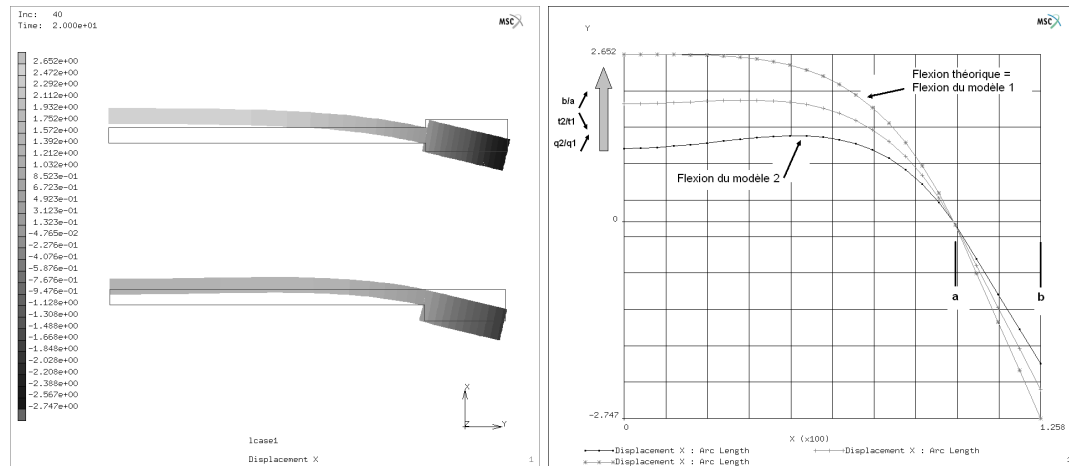 Inc: 40
Time: 2.000e+01
MSC
2.652e+00
2.472e+00
2.292e+00
2.112e+00
1.932e+00
1.752e+00
1.572e+00
1.392e+00
1.212e+00
1.032e+00
8.523e-01
6.723e-01
4.923e-01
3.123e-01
1.323e-01
-4.765e-02
-2.276e-01
-4.076e-01
-5.876e-01
-7.676e-01
-9.476e-01
-1.128e+00
-1.308e+00
-1.488e+00
-1.668e+00
-1.848e+00
-2.028e+00
-2.208e+00
-2.388e+00
-2.567e+00
-2.747e+00
X
Z
Y
lcase1
Displacement X
1
1
MSC
Y
2.652
b/a
t2/t1
q2/q1
Flexion théorique =
Flexion du modèle 1
Flexion du modèle 2
0
a
b
-2.747
0
1.258
X (x100)
Displacement X : Arc Length
Displacement X : Arc Length
Displacement X : Arc Length